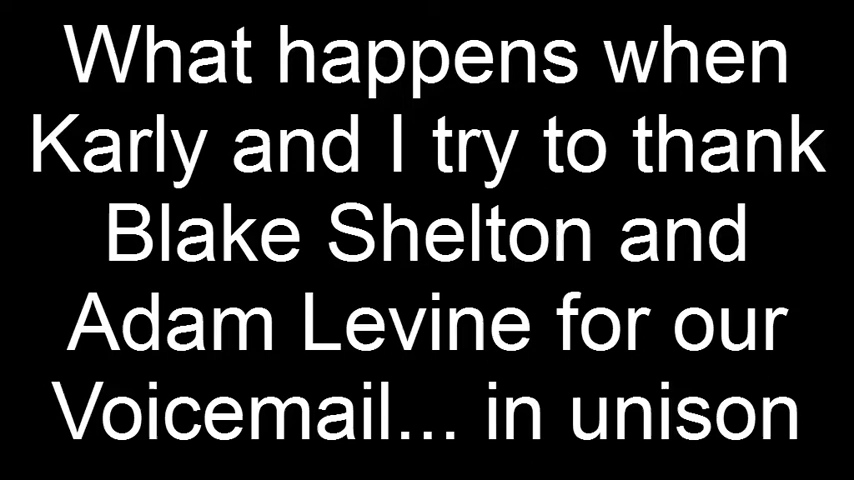 What happens when
Karly and I try to thank
Blake Shelton and
Adam Levine for our
Voicemail... in unison